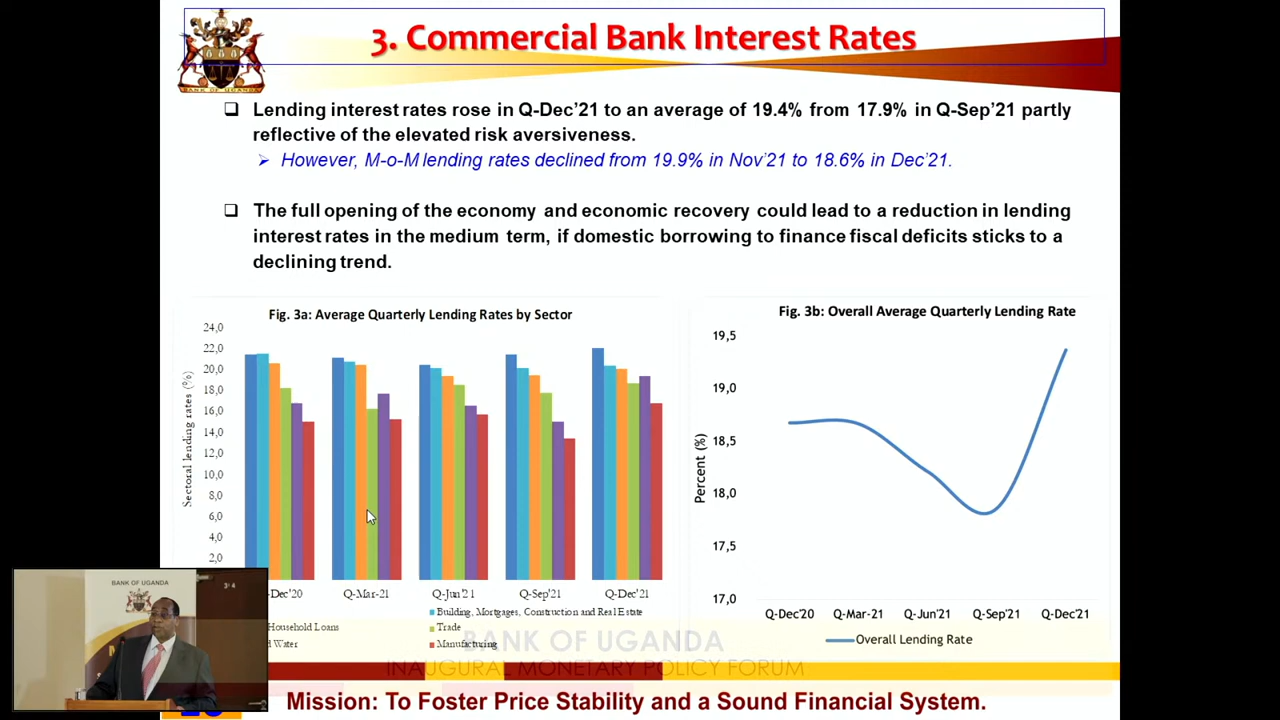 3. Commercial Bank Interest Rates
BANK OF UGANDA
Lending interest rates rose in Q-Dec’21 to an average of 19.4% from 17.9% in Q-Sep’21 partly
reflective of the elevated risk aversiveness.
However, M-o-M lending rates declined from 19.9% in Nov’21 to 18.6% in Dec’21.
The full opening of the economy and economic recovery could lead to a reduction in lending
interest rates in the medium term, if domestic borrowing to finance fiscal deficits sticks to a
declining trend.
Fig. 3a: Average Quarterly Lending Rates by Sector
Sectoral lending rates (%)
24,0
22,0
20,0
18,0
16,0
14,0
12,0
10,0
8,0
6,0
4,0
2,0
-Dec'20 Q-Mar-21 Q-Jun'21 Q-Sep'21 Q-Dec'21
Building, Mortgages, Construction and Real Estate
Household Loans Trade
Water Manufacturing
Fig. 3b: Overall Average Quarterly Lending Rate
Percent (%)
19,5
19,0
18,5
18,0
17,5
17,0
Q-Dec'20 Q-Mar-21 Q-Jun'21 Q-Sep'21 Q-Dec'21
Overall Lending Rate
BANK OF UGANDA
BANK OF UGANDA
INAUGURAL MONETARY POLICY FORUM
Mission: To Foster Price Stability and a Sound Financial System.